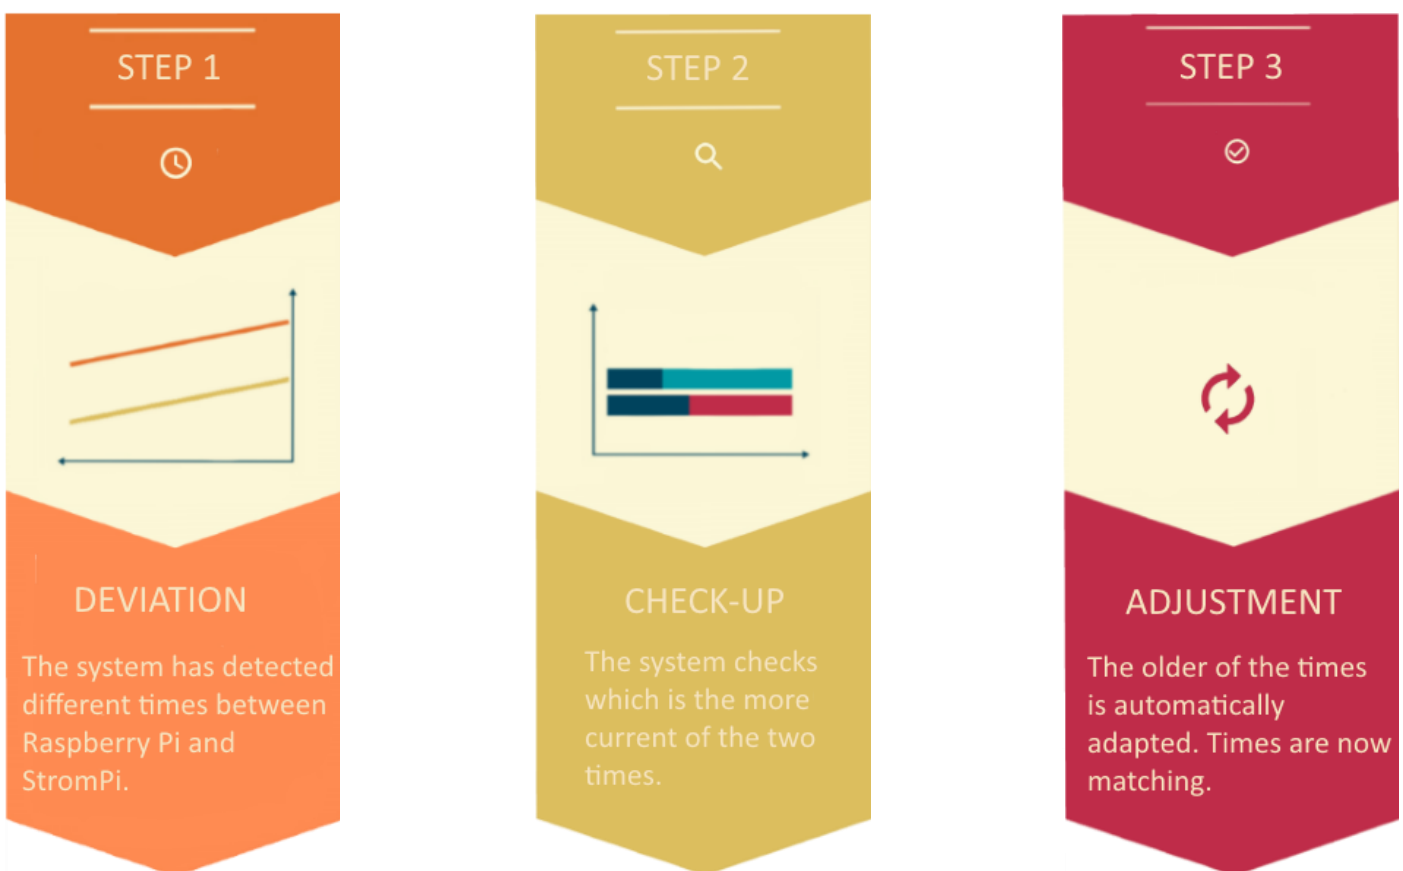 STEP 1
DEVIATION
The system has detected
different times between
Raspberry Pi and
StromPi.
STEP 2
CHECK-UP
The system checks
which is the more
current of the two
times.
STEP 3
ADJUSTMENT
The older of the times
is automatically
adapted. Times are now
matching.